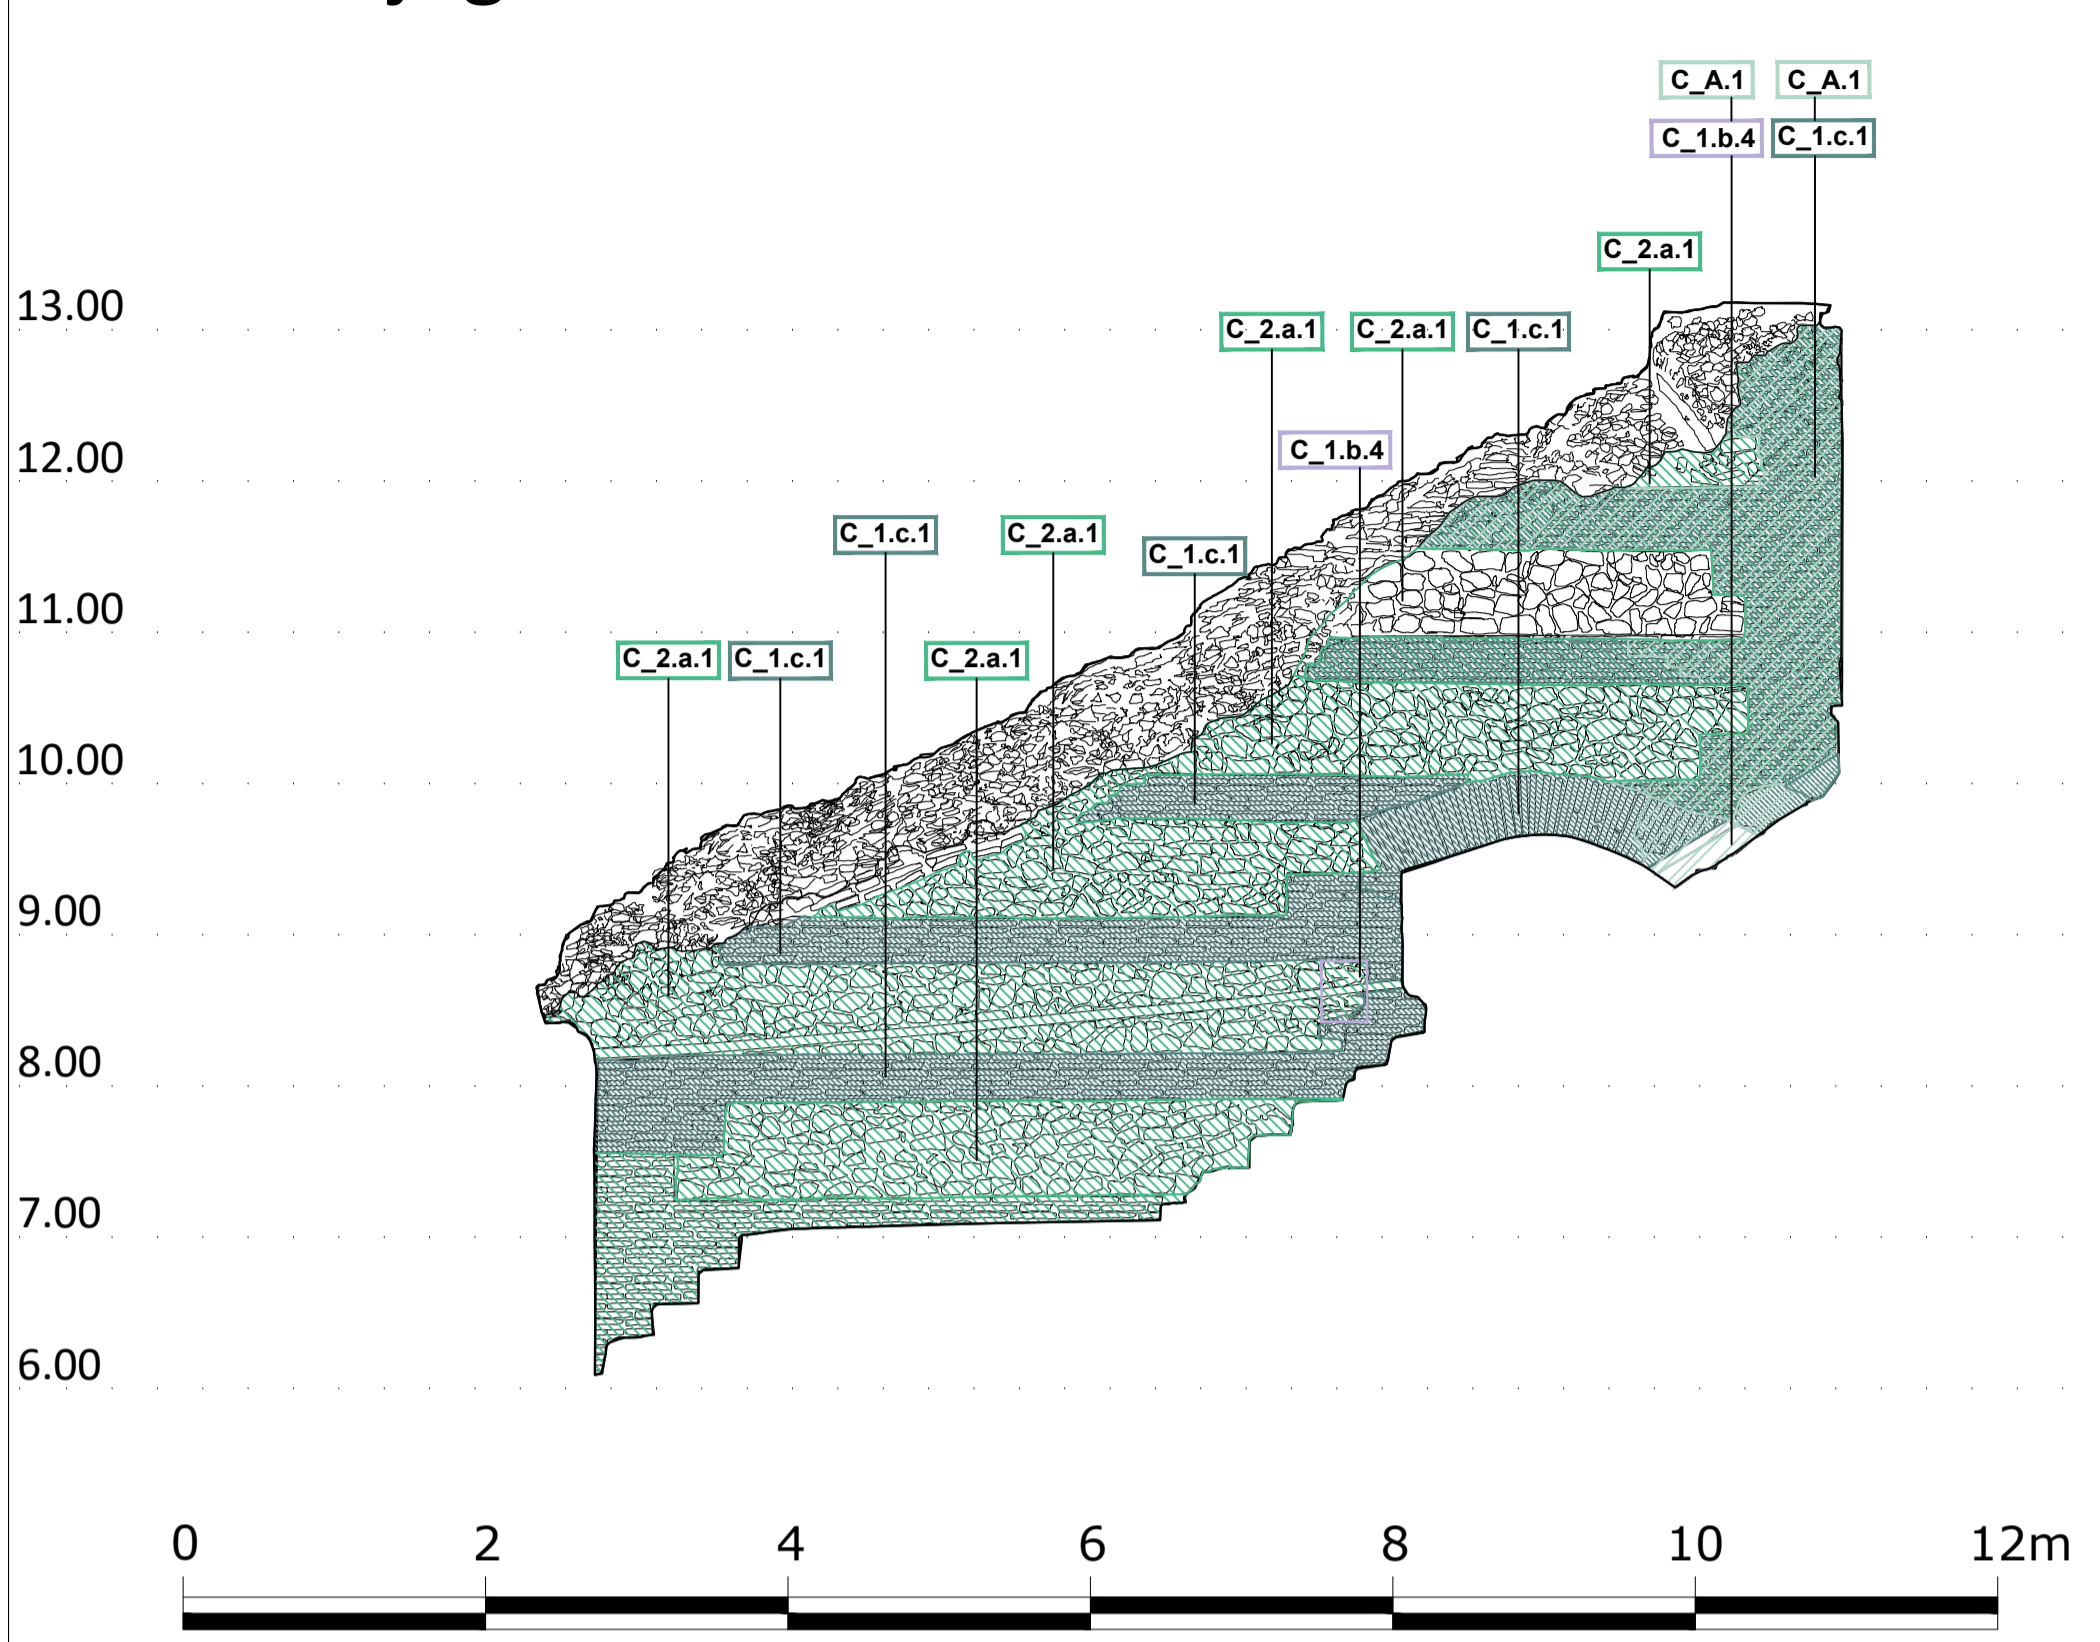 C_A.1 C_A.1
C_1.b.4 C_1.c.1
C_2.a.1
13.00
C_2.a.1 C_2.a.1 C_1.c.1
12.00
C_1.b.4
C_1.c.1 C_2.a.1
C_1.c.1
11.00
C_2.a.1 C_1.c.1 C_2.a.1
10.00
9.00
8.00
7.00
6.00
0 2 4 6 8 10 12m